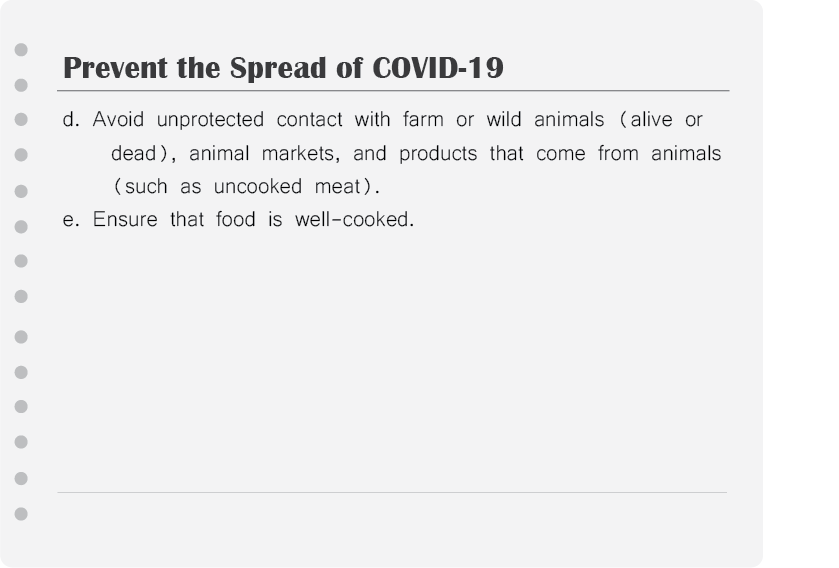 Prevent the Spread of COVID-19
d. Avoid unprotected contact with farm or wild animals (alive or
dead), animal markets, and products that come from animals
(such as uncooked meat).
e. Ensure that food is well-cooked.